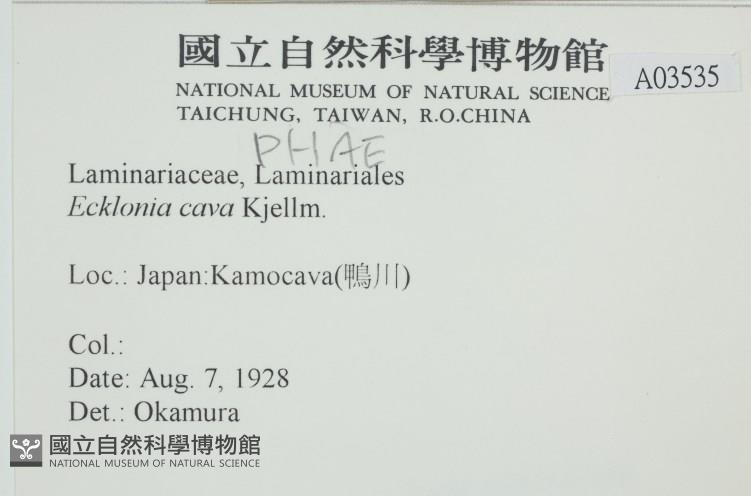 國立自然科學博物館
A03535
NATIONAL MUSEUM OF NATURAL SCIENCE
TAICHUNG, TAIWAN, R.O.CHINA
PHAE
Laminariaceae, Laminariales
Ecklonia cava Kjellm.
Loc.: Japan:Kamocava(鴨川)
Col.:
Date: Aug. 7, 1928
Det.: Okamura
國立自然科學博物館
NATIONAL MUSEUM OF NATURAL SCIENCE